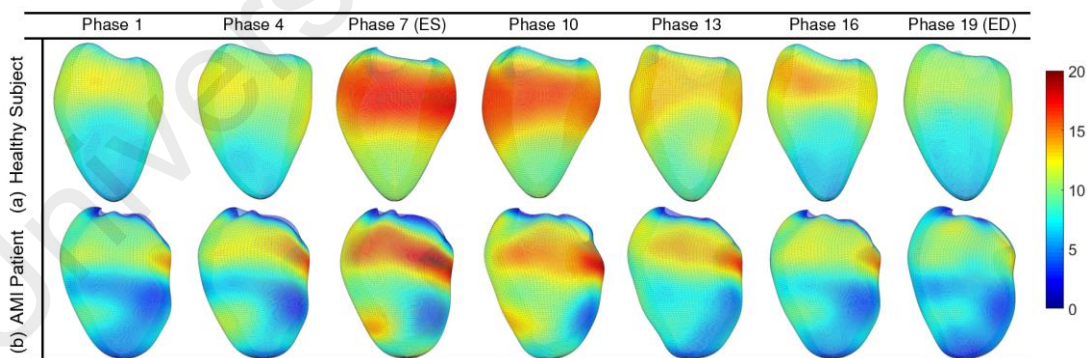 Phase 1 Phase 4 Phase 7 (ES) Phase 10 Phase 13 Phase 16 Phase 19 (ED)
(a) Healthy Subject
(b) AMI Patient
20
15
10
5
0
Univers